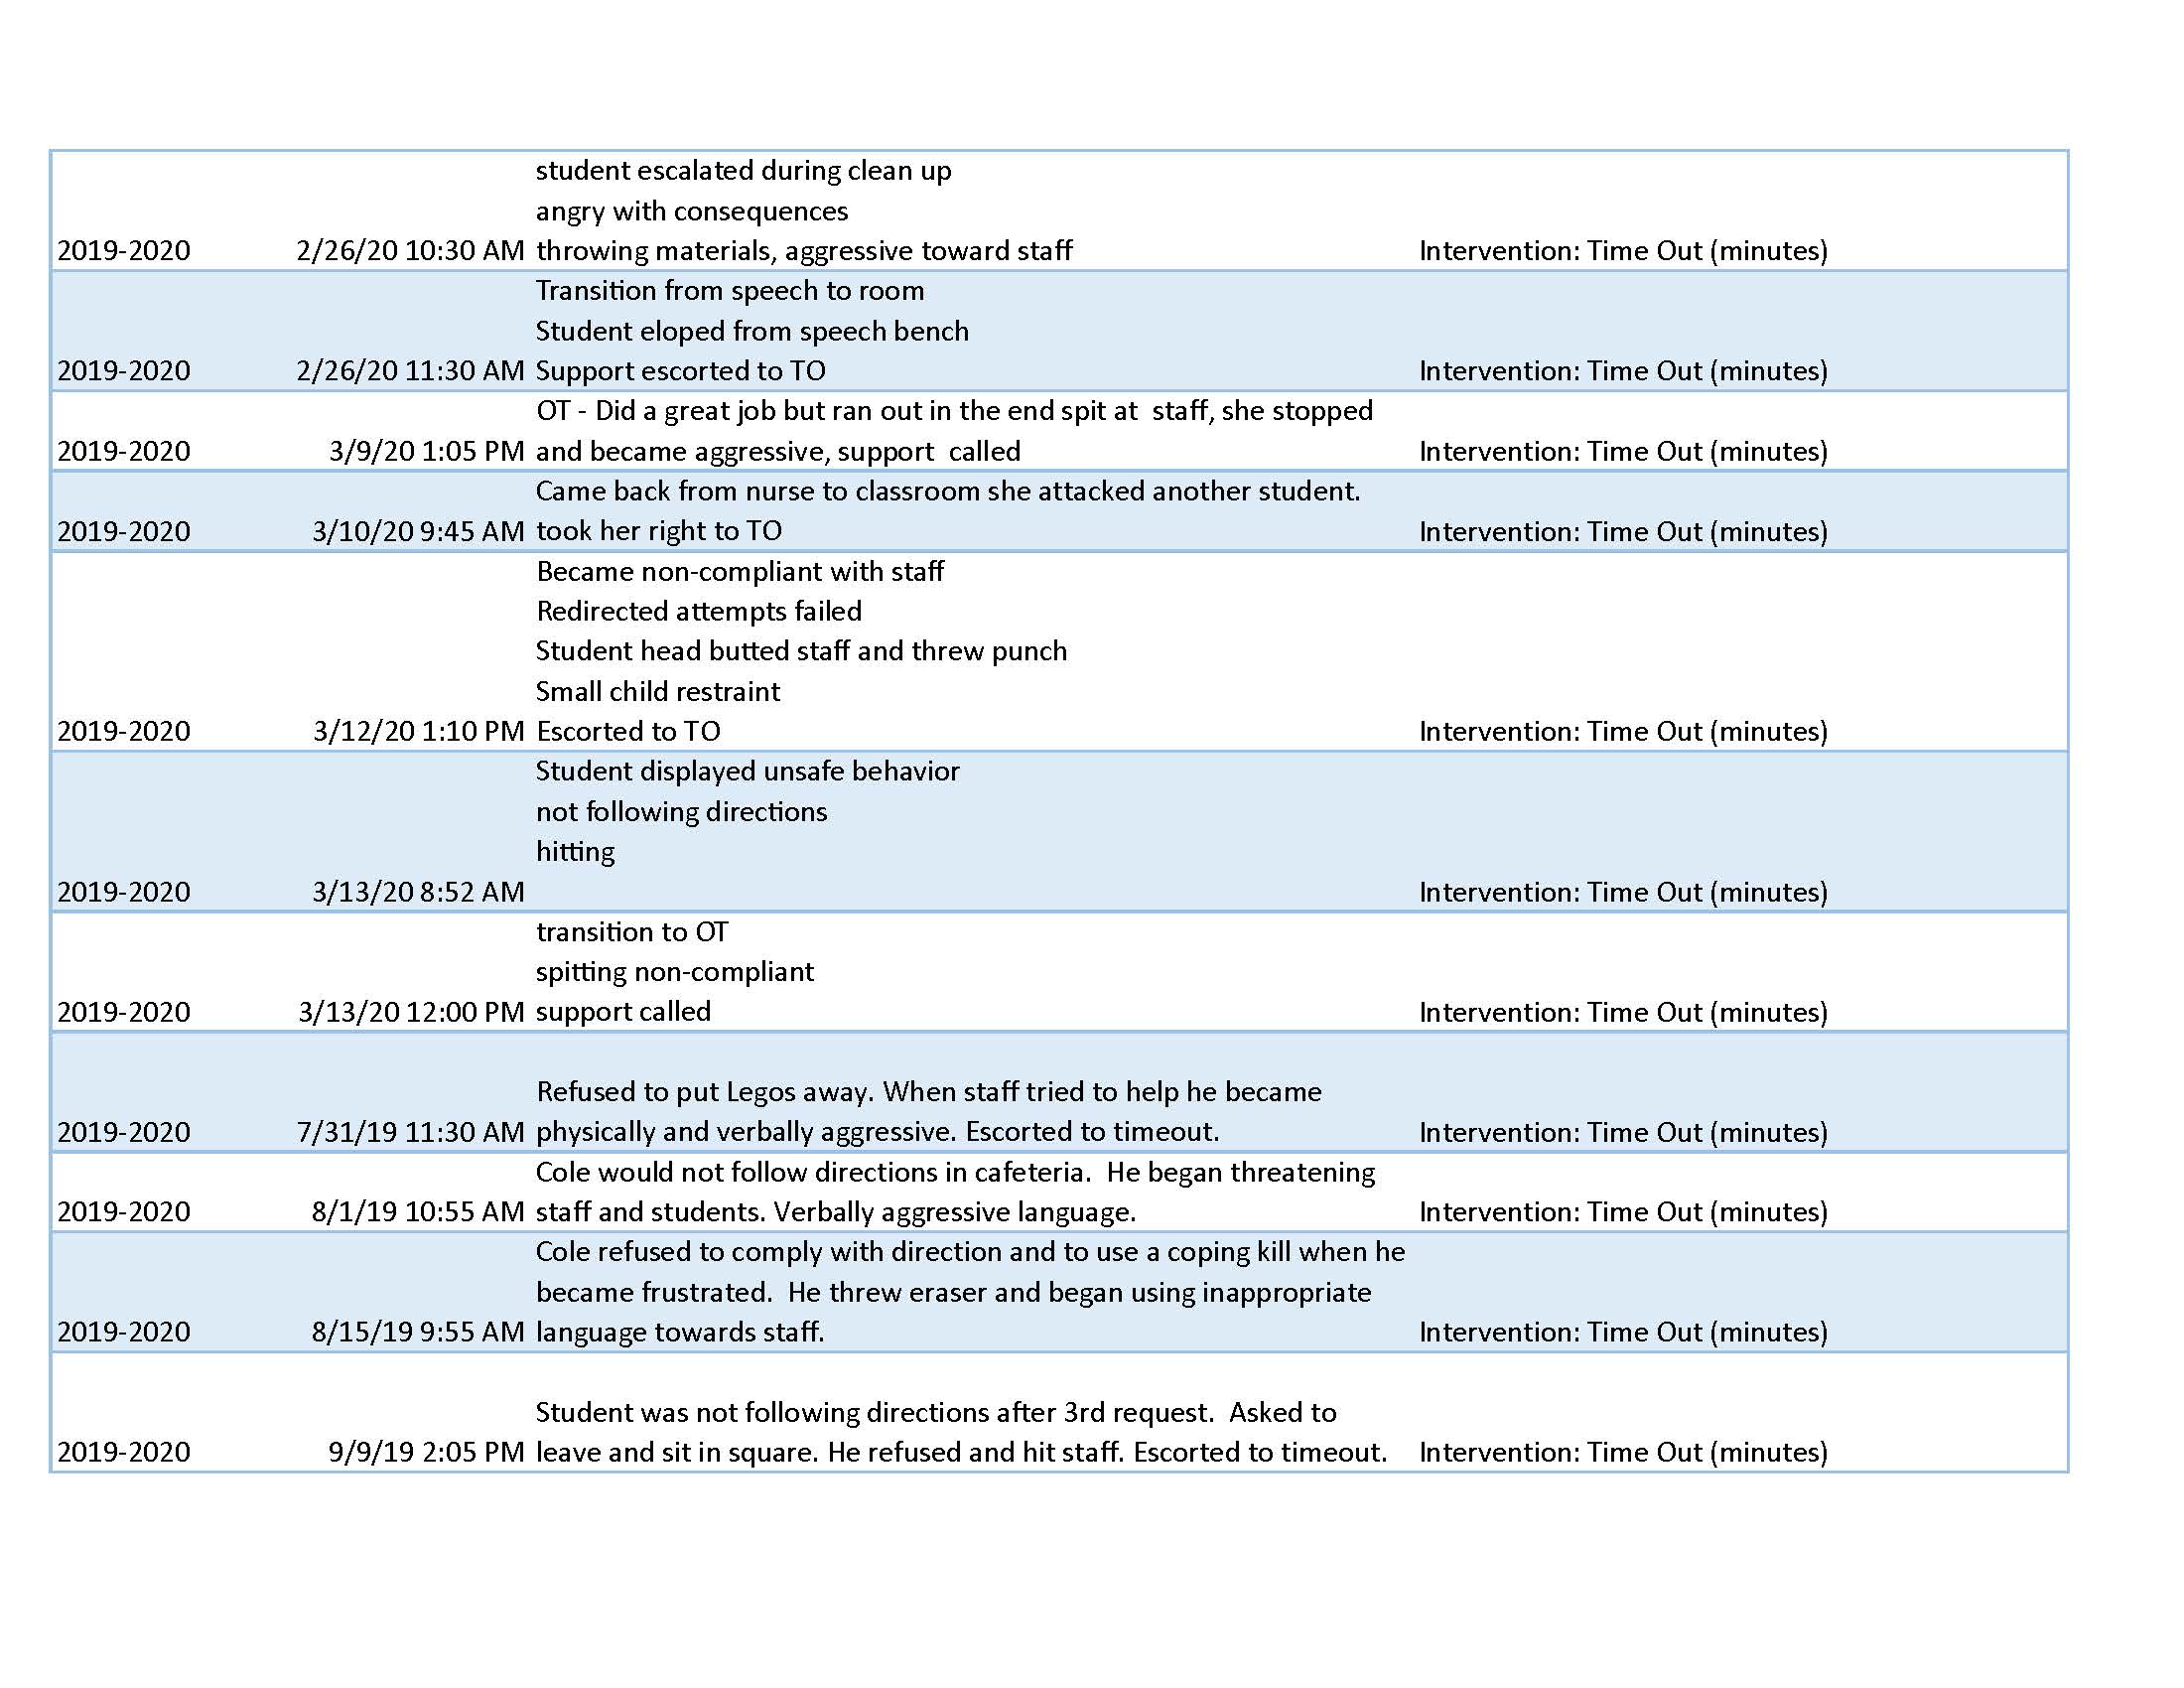 student escalated during clean up
angry with consequences
2019-2020 2/26/20 10:30 AM throwing materials, aggressive toward staff Intervention: Time Out (minutes)
Transition from speech to room
Student eloped from speech bench
2019-2020 2/26/20 11:30 AM Support escorted to TO Intervention: Time Out (minutes)
OT - Did a great job but ran out in the end spit at  staff, she stopped
2019-2020 3/9/20 1:05 PM and became aggressive, support  called Intervention: Time Out (minutes)
Came back from nurse to classroom she attacked another student.
2019-2020 3/10/20 9:45 AM took her right to TO Intervention: Time Out (minutes)
Became non-compliant with staff
Redirected attempts failed
Student head butted staff and threw punch
Small child restraint
2019-2020 3/12/20 1:10 PM Escorted to TO Intervention: Time Out (minutes)
Student displayed unsafe behavior
not following directions
hitting
2019-2020 3/13/20 8:52 AM Intervention: Time Out (minutes)
transition to OT
spitting non-compliant
2019-2020 3/13/20 12:00 PM support called Intervention: Time Out (minutes)
Refused to put Legos away. When staff tried to help he became
2019-2020 7/31/19 11:30 AM physically and verbally aggressive. Escorted to timeout. Intervention: Time Out (minutes)
Cole would not follow directions in cafeteria.  He began threatening
2019-2020 8/1/19 10:55 AM staff and students. Verbally aggressive language. Intervention: Time Out (minutes)
Cole refused to comply with direction and to use a coping kill when he
became frustrated.  He threw eraser and began using inappropriate
2019-2020 8/15/19 9:55 AM language towards staff. Intervention: Time Out (minutes)
Student was not following directions after 3rd request.  Asked to
2019-2020 9/9/19 2:05 PM leave and sit in square. He refused and hit staff. Escorted to timeout. Intervention: Time Out (minutes)